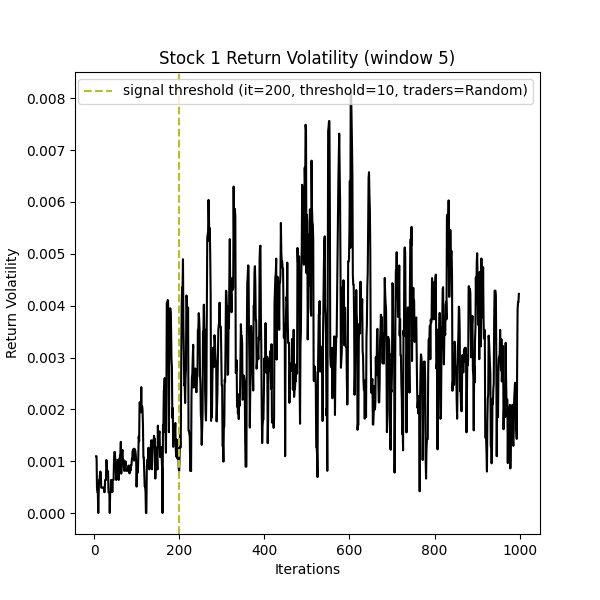 Stock 1 Return Volatility (window 5)
signal threshold (it=200, threshold=10, traders=Random)
0.008
0.007
0.006
0.005
0.004
0.003
0.002
0.001
0.000
Return Volatility
0 200 400 600 800 1000
Iterations